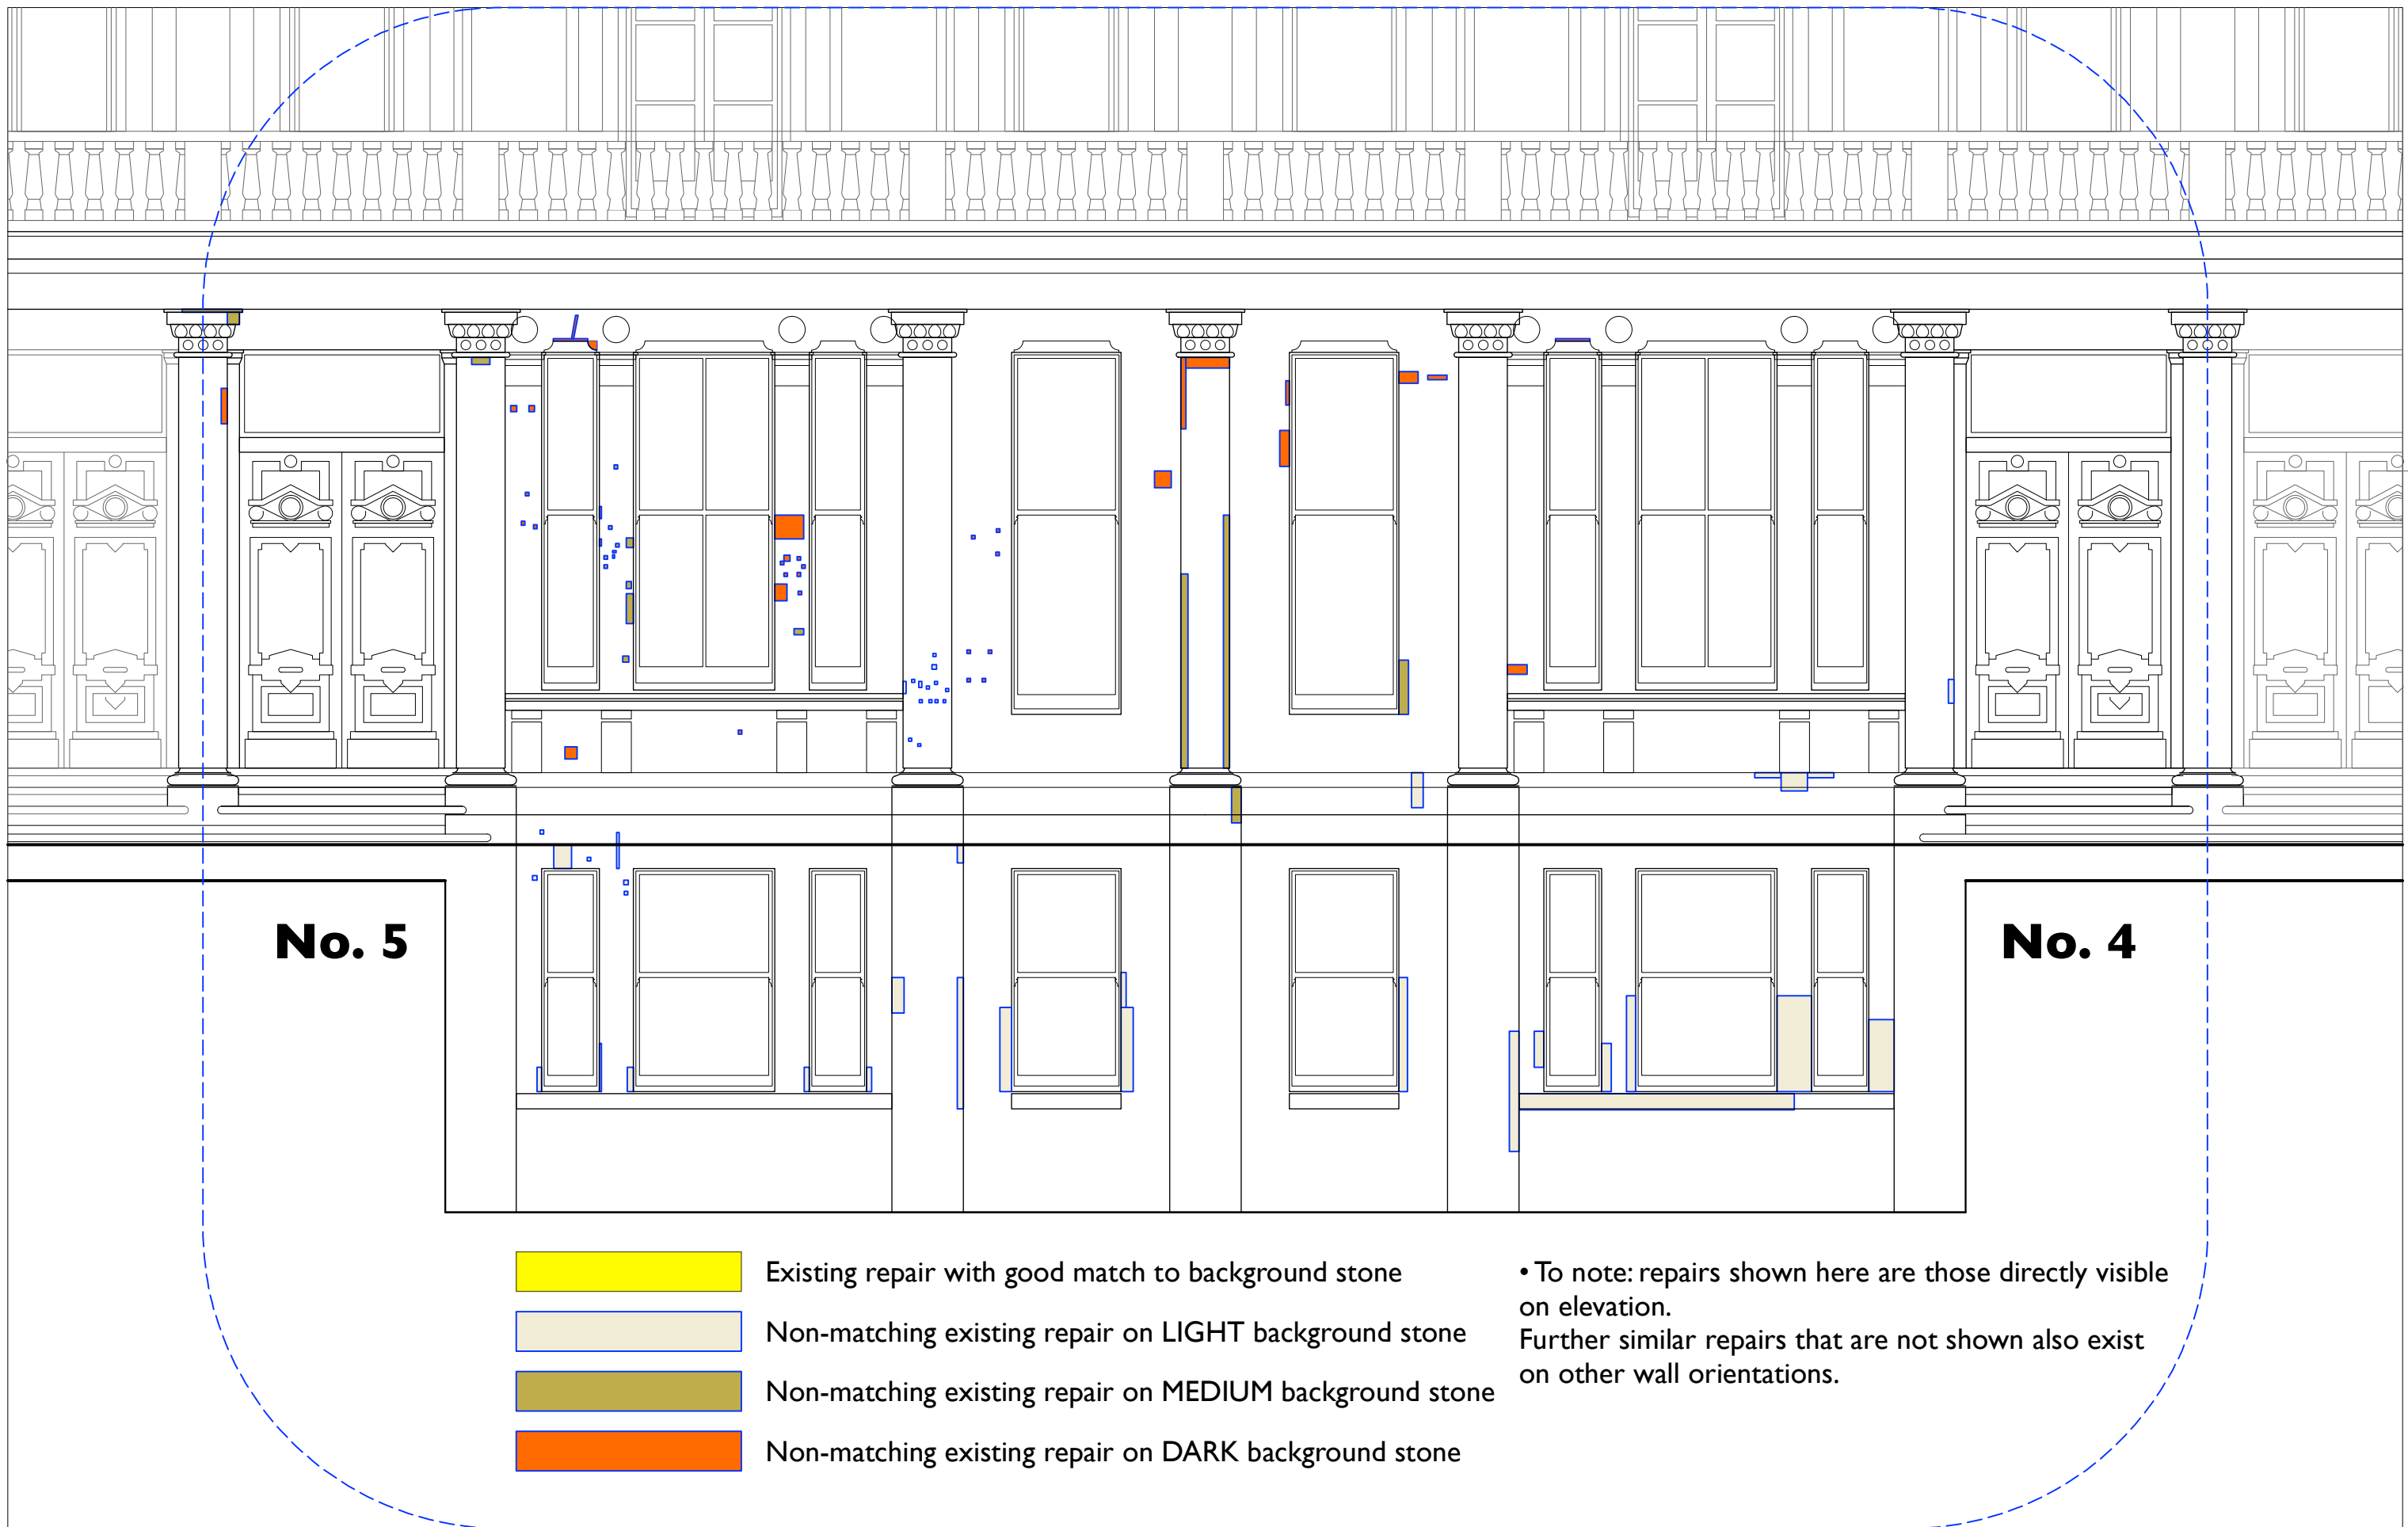 No. 5
No. 4
Existing repair with good match to background stone
Non-matching existing repair on LIGHT background stone
Non-matching existing repair on MEDIUM background stone
Non-matching existing repair on DARK background stone
• To note: repairs shown here are those directly visible
on elevation.
Further similar repairs that are not shown also exist
on other wall orientations.